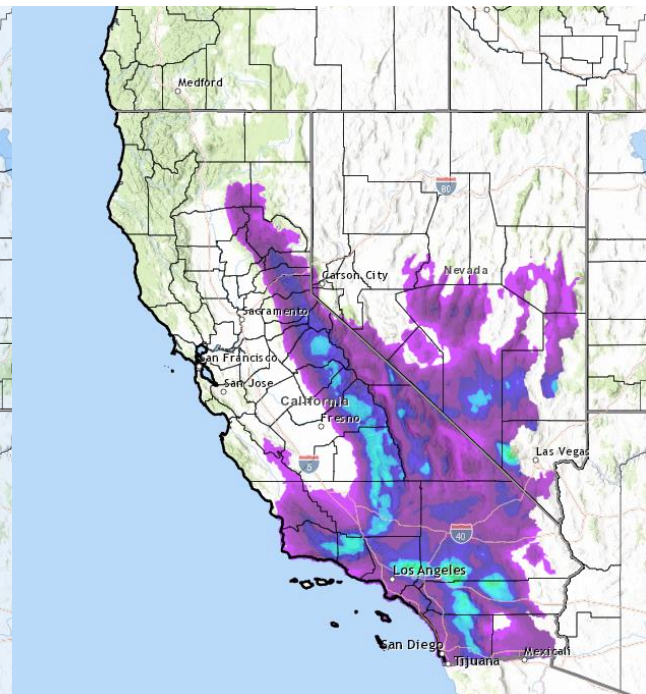 Medford
80
Carson City
Nevada
Sacramento
San Francisco
San Jose
California
Fresno
5
Las Vegas
40
Los Angeles
San Diego
Tijuana
Mexicali